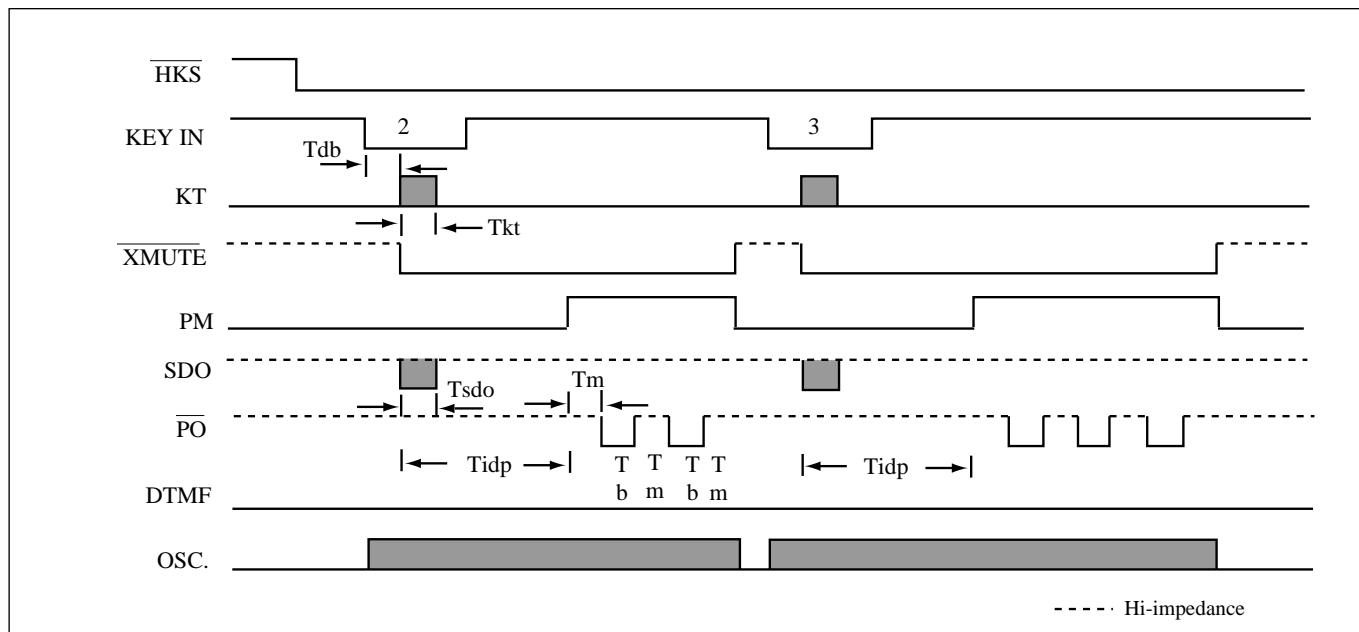 HKS
KEY IN 2 3
Tdb
KT
Tkt
XMUTE
PM
SDO
Tsdo Tm
PO
Tidp T T T T Tidp
b m b m
DTMF
OSC.
Hi-impedance